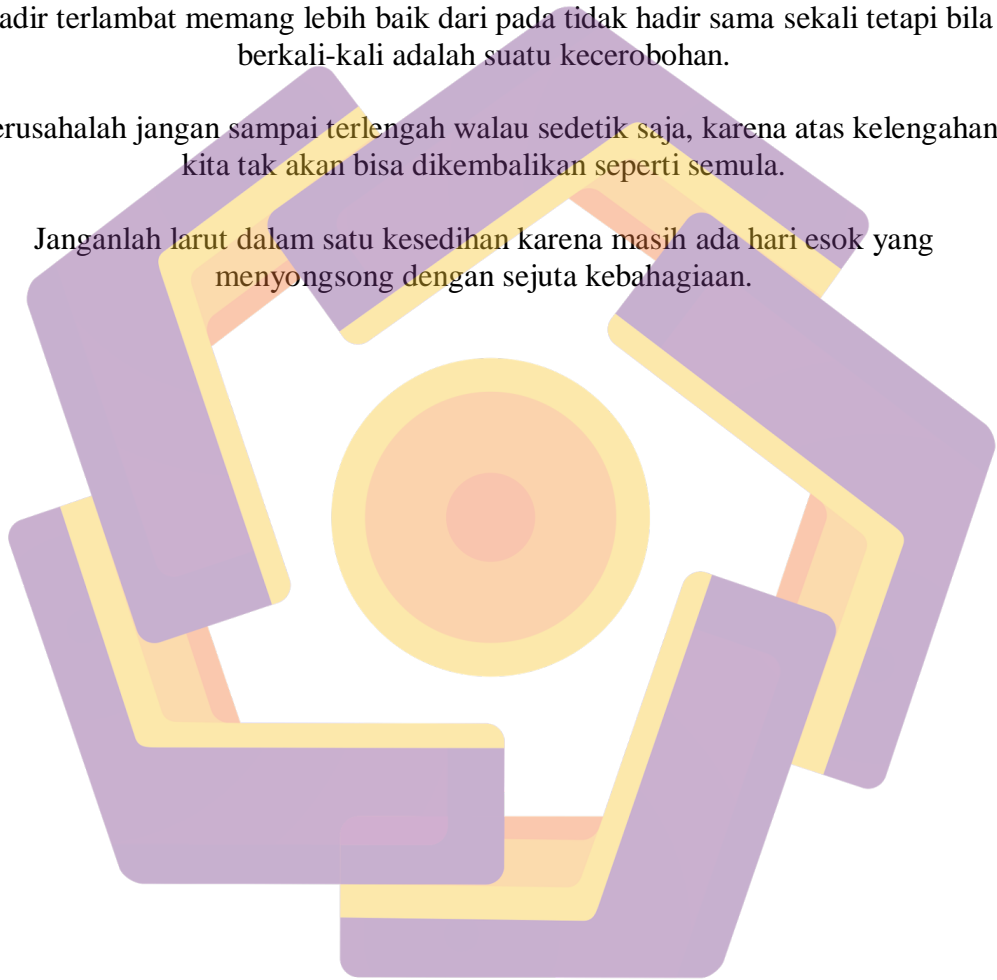 adir terlambat memang lebih baik dari pada tidak hadir sama sekali tetapi bila
berkali-kali adalah suatu kecerobohan.
erusahalah jangan sampai terlengah walau sedetik saja, karena atas kelengahan
kita tak akan bisa dikembalikan seperti semula.
Janganlah larut dalam satu kesedihan karena masih ada hari esok yang
menyongsong dengan sejuta kebahagiaan.